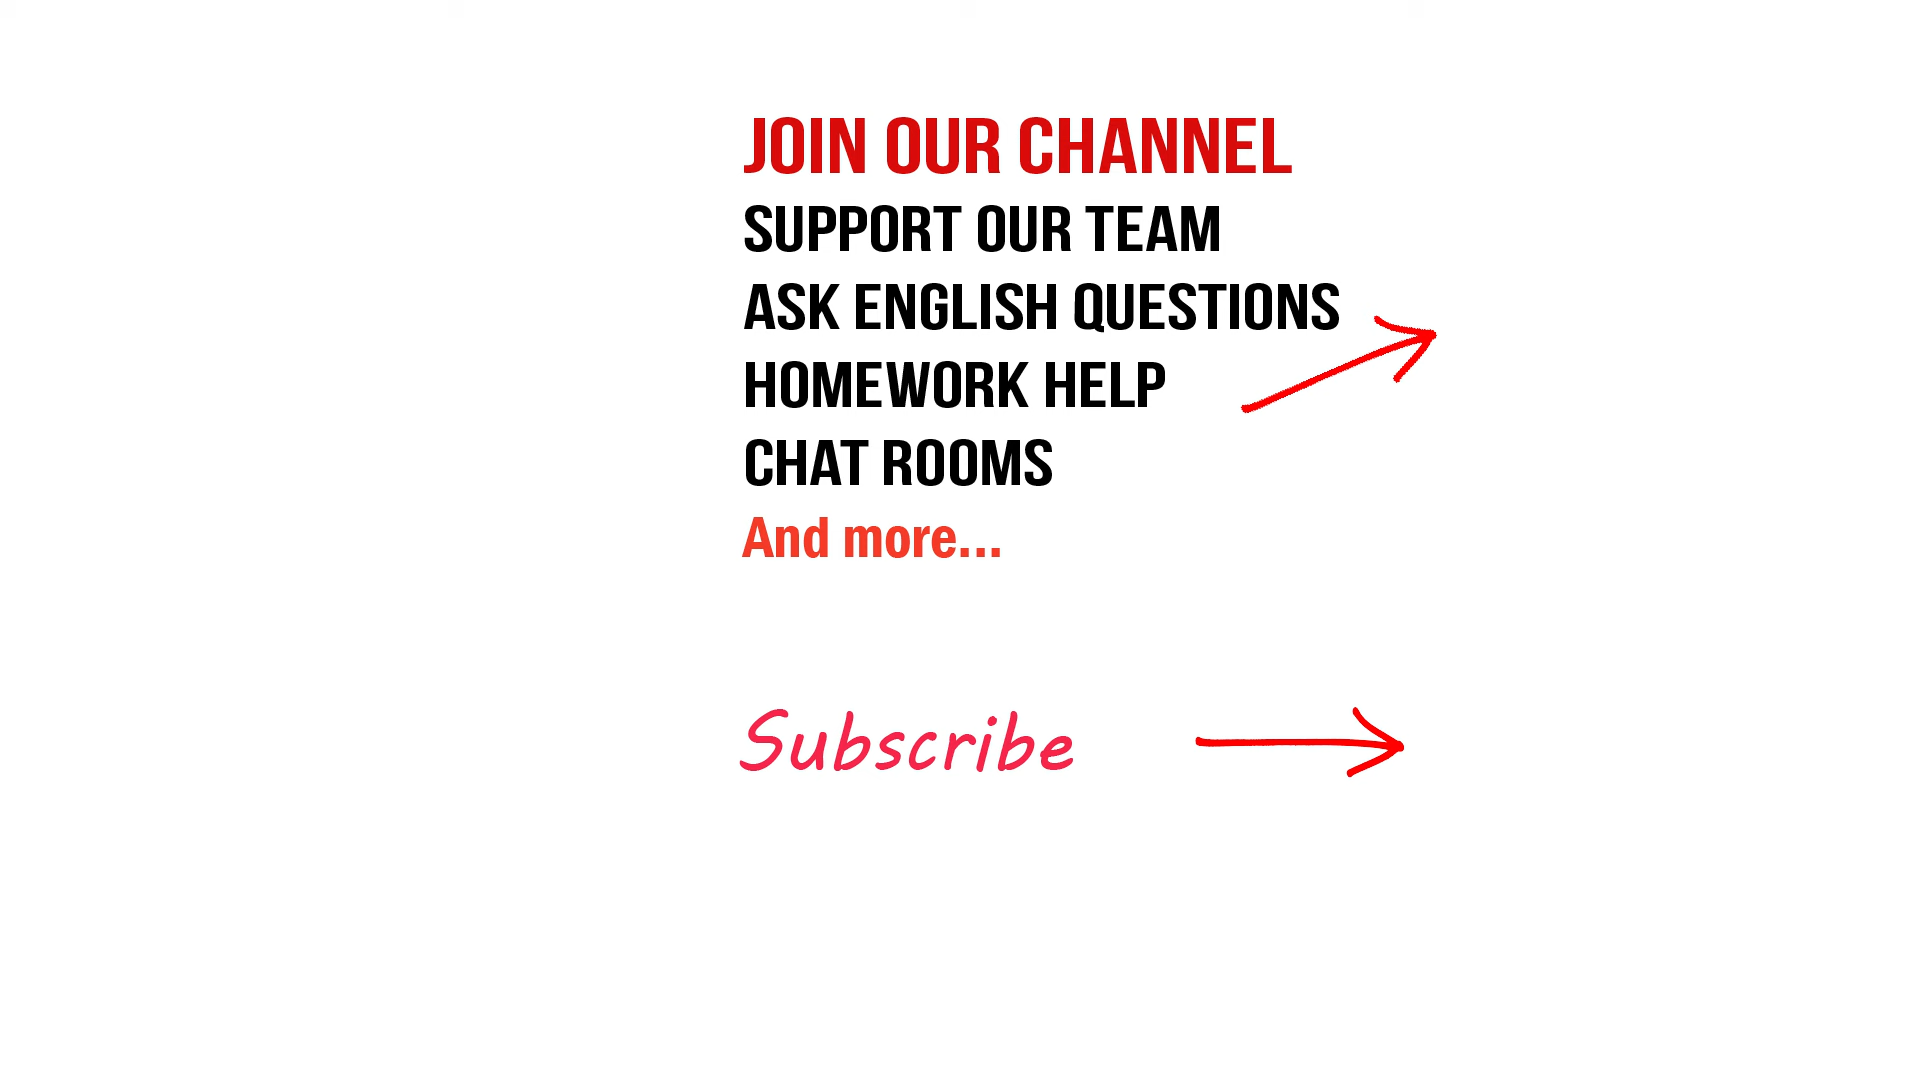 JOIN OUR CHANNEL
SUPPORT OUR TEAM
ASK ENGLISH QUESTIONS
HOMEWORK HELP
CHAT ROOMS
And more...
Subscribe